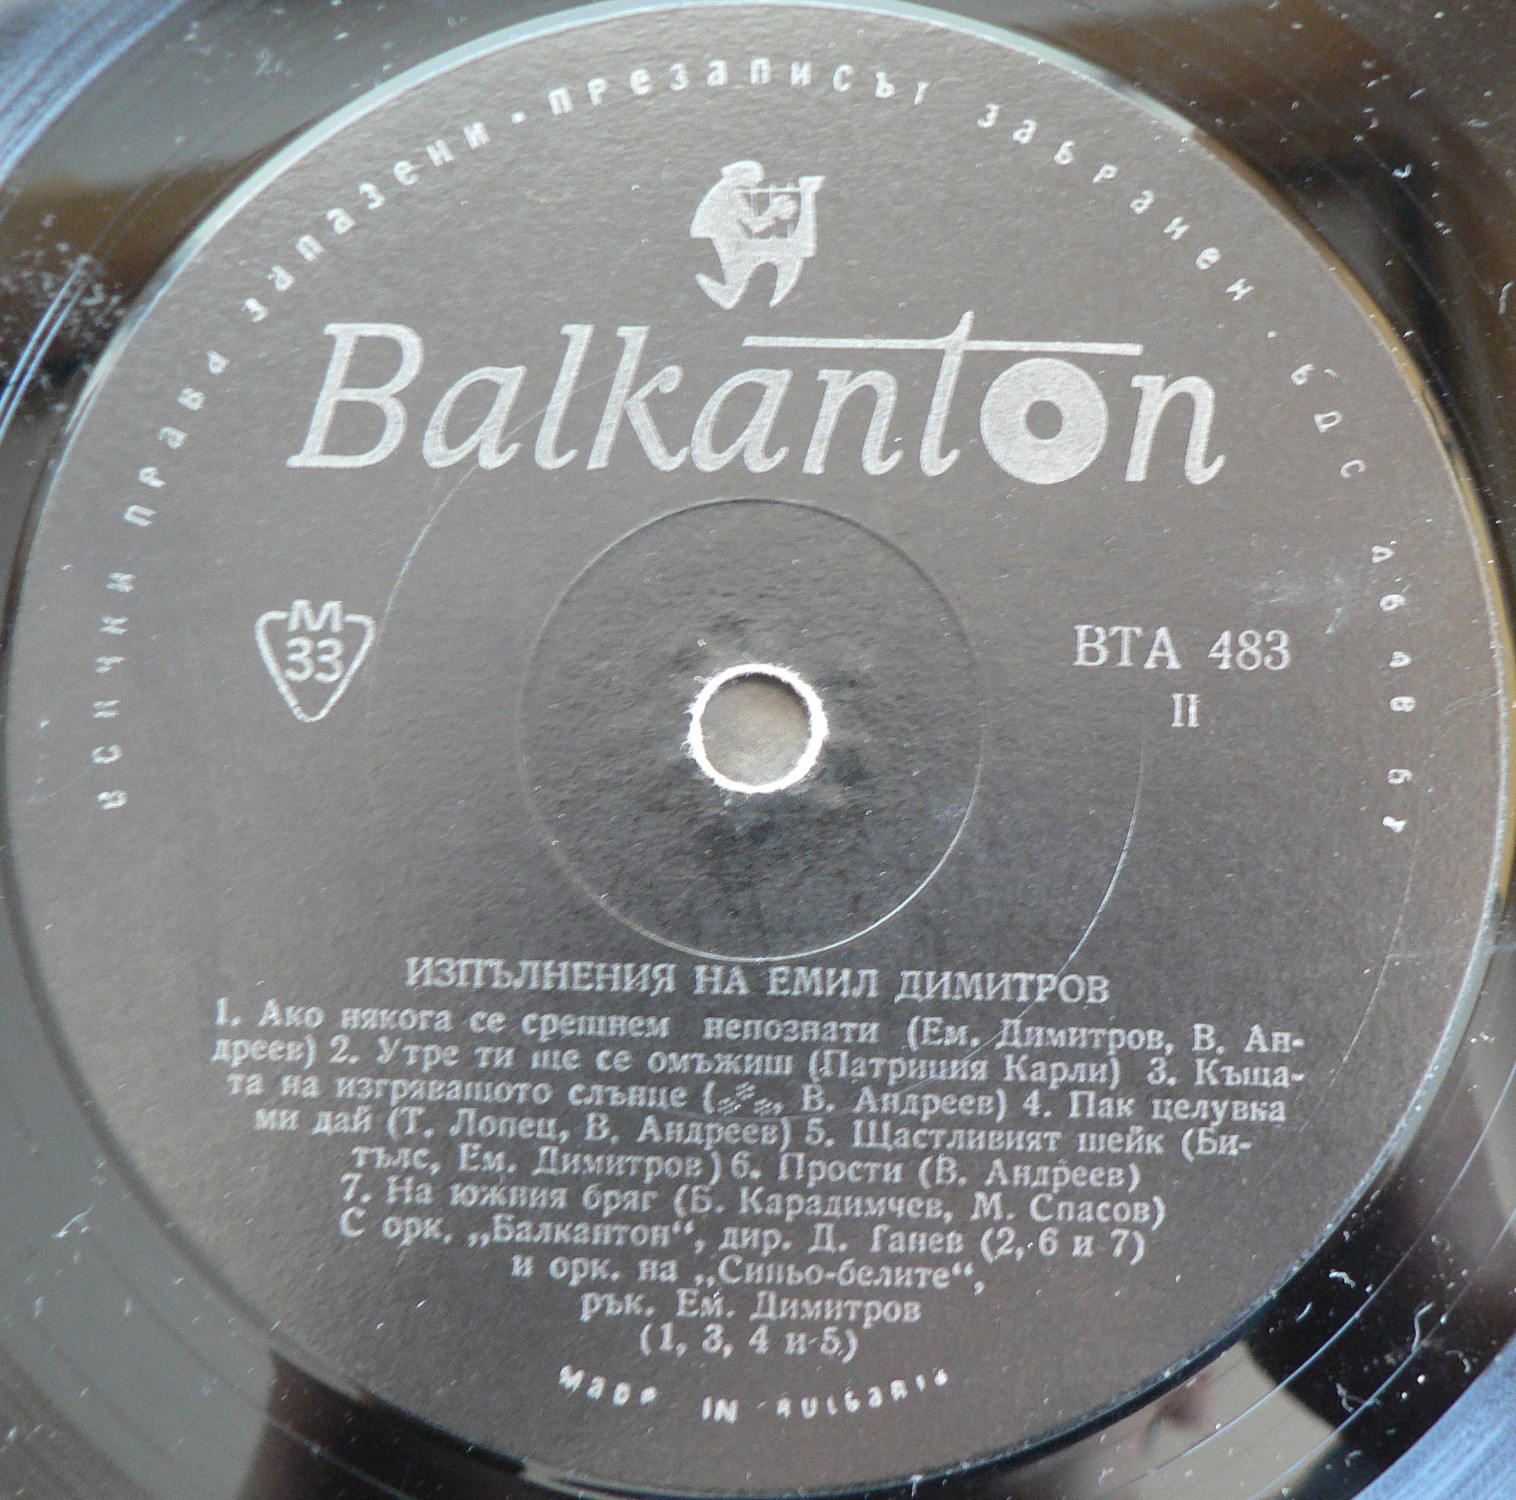 всички права запазени · презаписът забранен · БДС
Balkanton
М
33
ВТА 483
II
ИЗПЪЛНЕНИЯ НА ЕМИЛ ДИМИТРОВ
1. Ако някога се срешнем непознати (Ем. Димитров, В. Ан-
дреев) 2. Утре ти ще се омъжиш (Патриция Карли) 3. Къща-
та на изгряващото слънце (⁂, В. Андреев) 4. Пак целувка
ми дай (Т. Лопец, В. Андреев) 5. Щастливият шейк (Би-
тълс, Ем. Димитров) 6. Прости (В. Андреев)
7. На южния бряг (Б. Карадимчев, М. Спасов)
С орк. „Балкантон“, дир. Д. Ганев (2, 6 и 7)
и орк. на „Синьо-белите“,
рък. Ем. Димитров
(1, 3, 4 и 5)
MADE IN BULGARIA